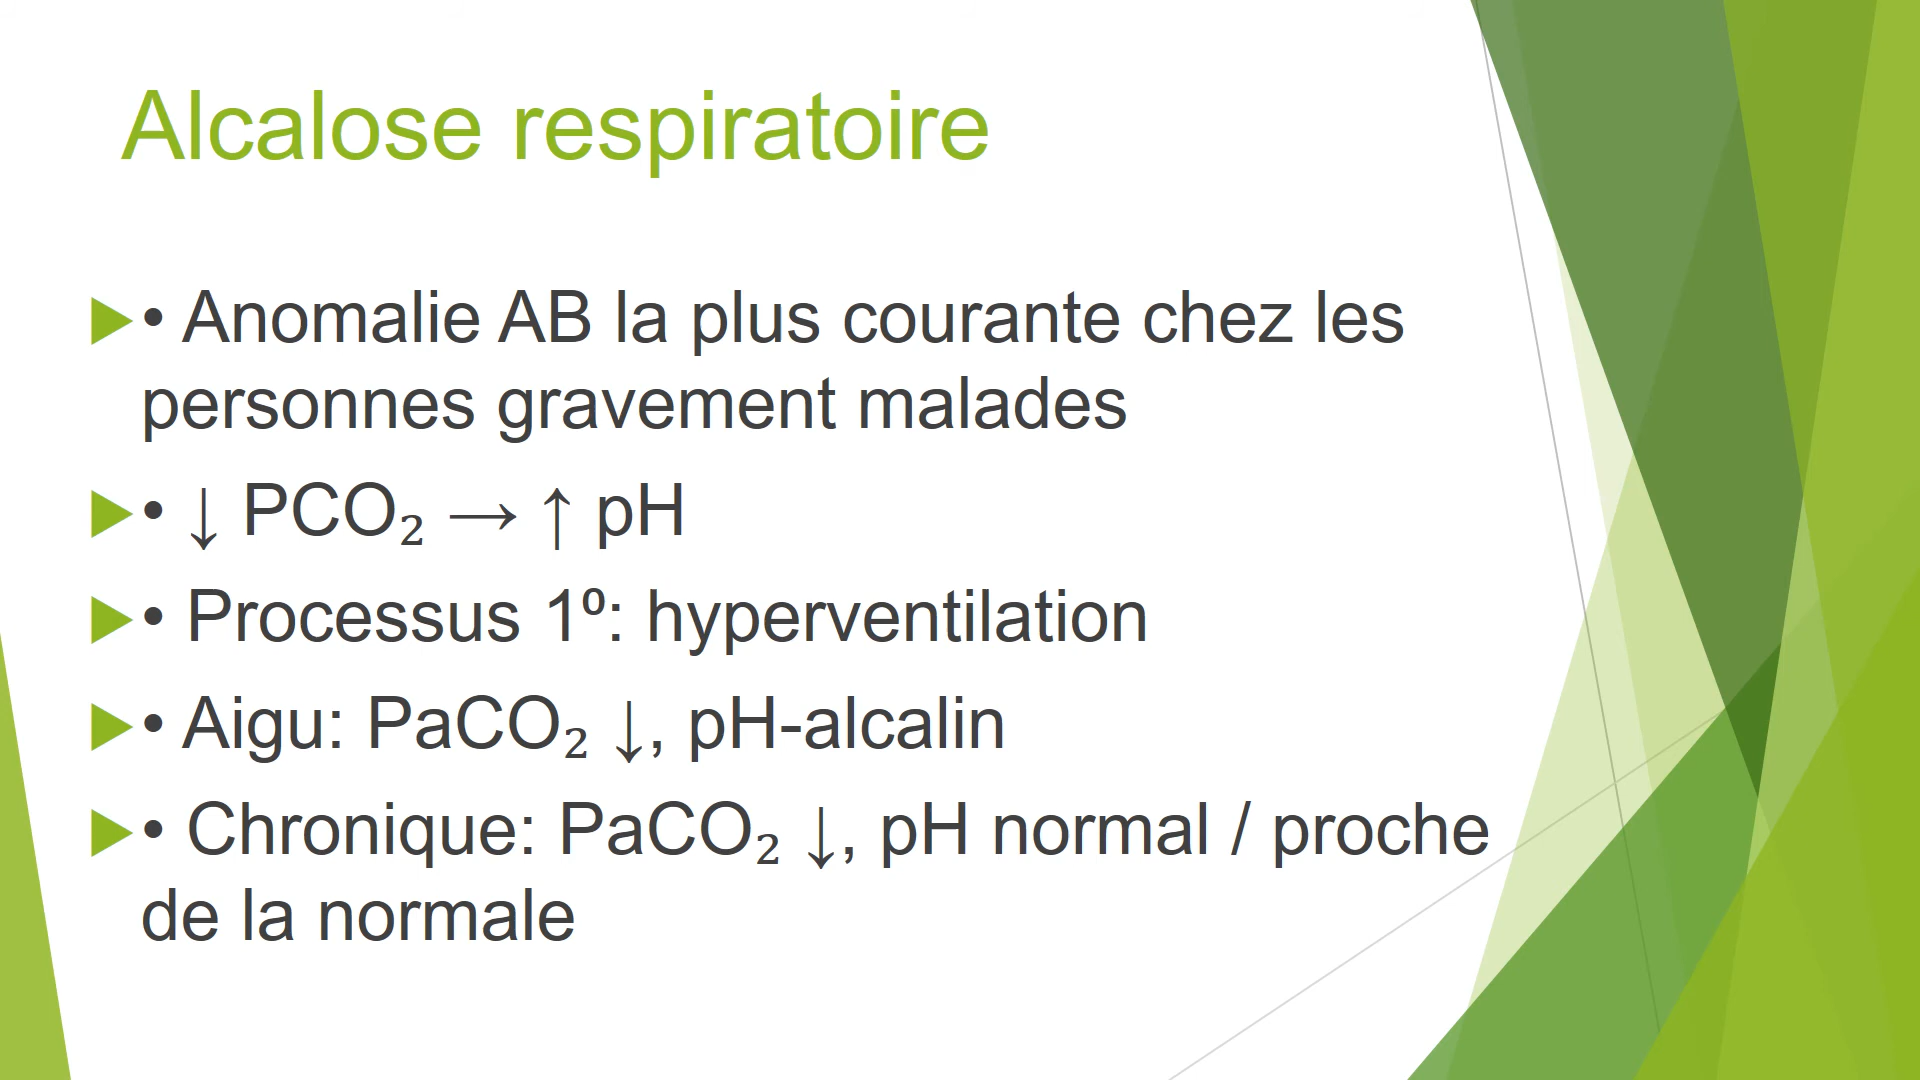 Alcalose respiratoire
• Anomalie AB la plus courante chez les
personnes gravement malades
• ↓ PCO₂ → ↑ pH
• Processus 1º: hyperventilation
• Aigu: PaCO₂ ↓, pH-alcalin
• Chronique: PaCO₂ ↓, pH normal / proche
de la normale